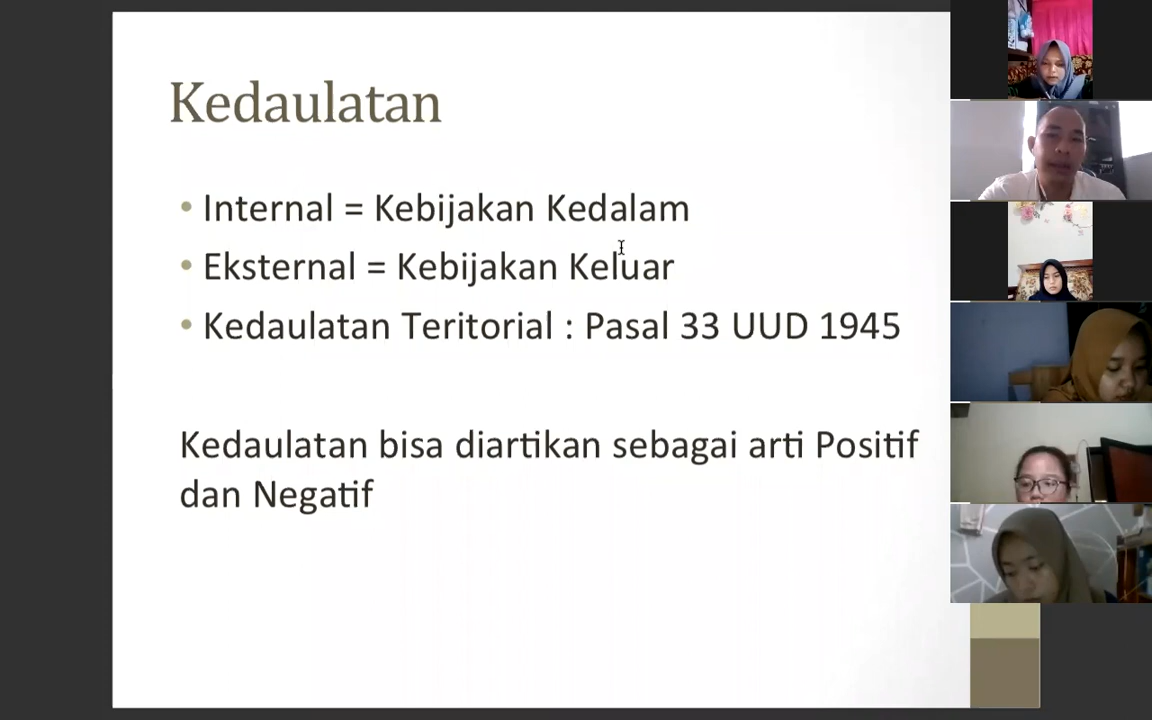 Kedaulatan
• Internal = Kebijakan Kedalam
• Eksternal = Kebijakan Keluar
• Kedaulatan Teritorial : Pasal 33 UUD 1945
Kedaulatan bisa diartikan sebagai arti Positif
dan Negatif